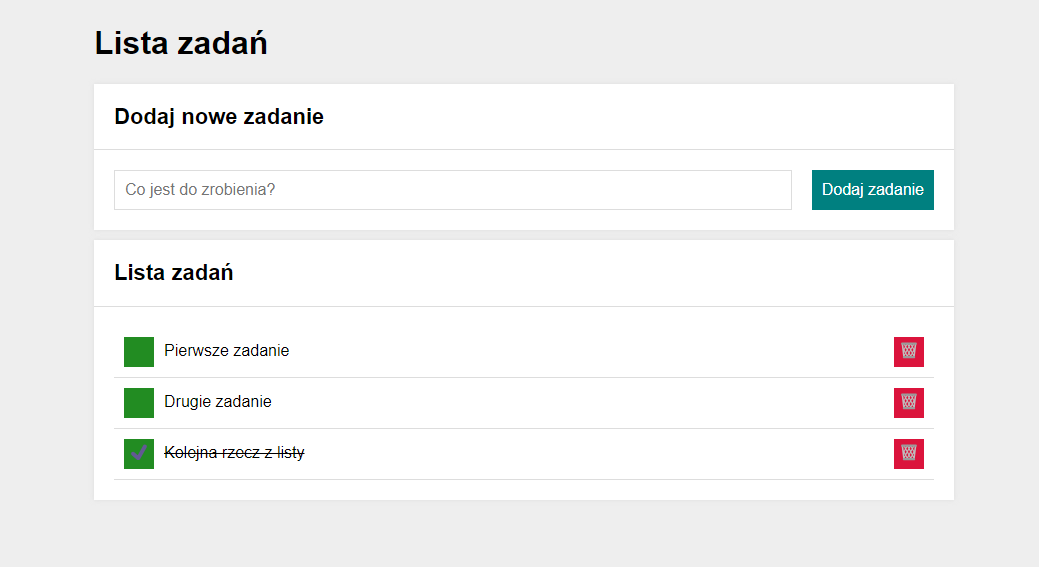 Lista zadań
Dodaj nowe zadanie
Co jest do zrobienia?
Dodaj zadanie
Lista zadań
Pierwsze zadanie
Drugie zadanie
Kolejna rzecz z listy